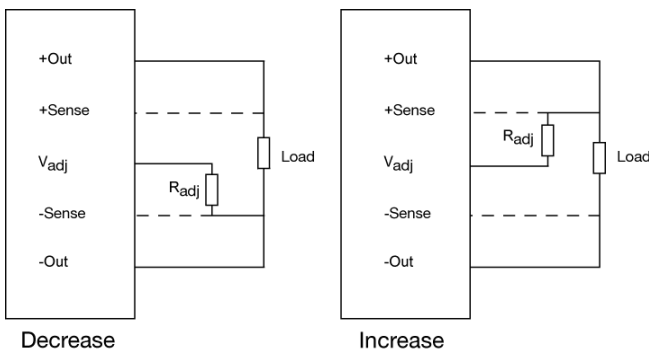 +Out
+Sense
Vadj
-Sense
-Out
Radj
Load
Decrease
+Out
+Sense
Vadj
-Sense
-Out
Radj
Load
Increase